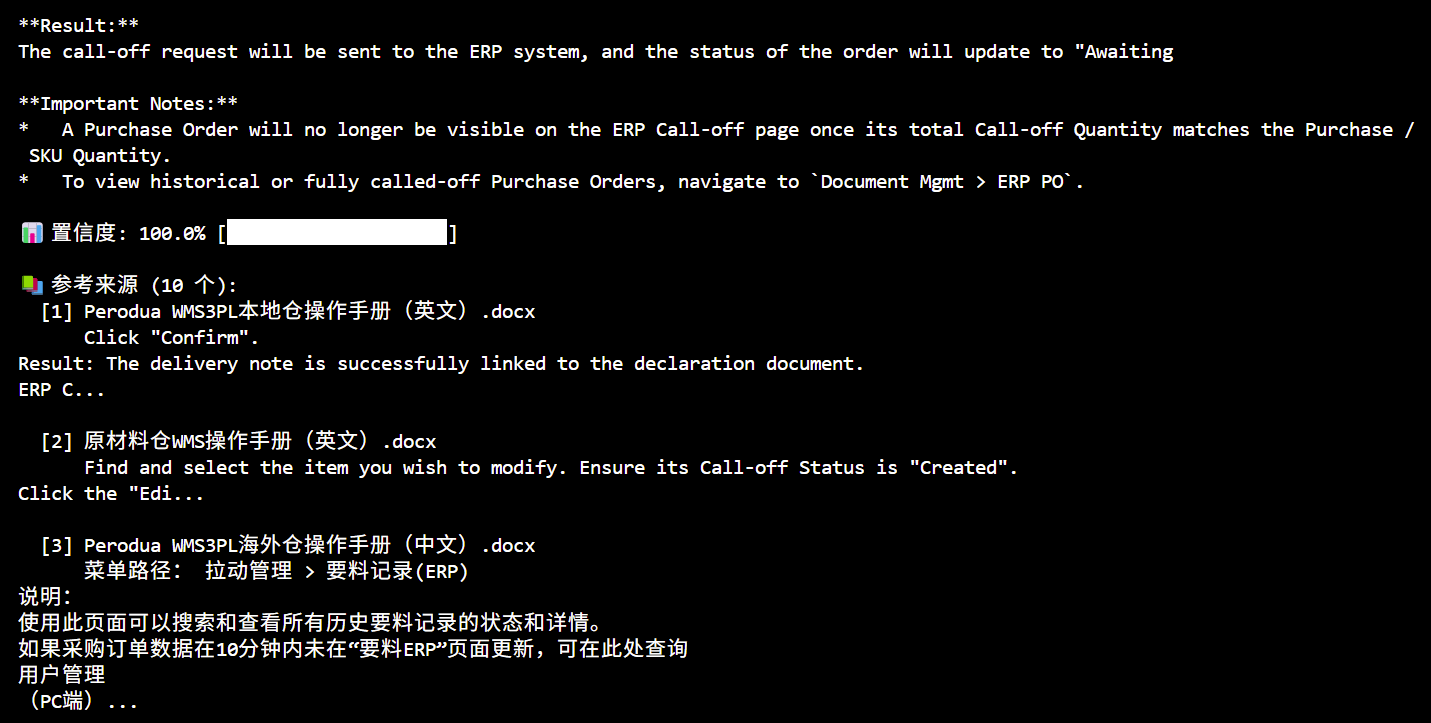 **Result:**
The call-off request will be sent to the ERP system, and the status of the order will update to "Awaiting
**Important Notes:**
*   A Purchase Order will no longer be visible on the ERP Call-off page once its total Call-off Quantity matches the Purchase /
SKU Quantity.
*   To view historical or fully called-off Purchase Orders, navigate to `Document Mgmt > ERP PO`.
📊 置信度: 100.0% [████████████████████]
📚 参考来源 (10 个):
[1] Perodua WMS3PL本地仓操作手册（英文）.docx
Click "Confirm".
Result: The delivery note is successfully linked to the declaration document.
ERP C...
[2] 原材料仓WMS操作手册（英文）.docx
Find and select the item you wish to modify. Ensure its Call-off Status is "Created".
Click the "Edi...
[3] Perodua WMS3PL海外仓操作手册（中文）.docx
菜单路径： 拉动管理 > 要料记录(ERP)
说明：
使用此页面可以搜索和查看所有历史要料记录的状态和详情。
如果采购订单数据在10分钟内未在“要料ERP”页面更新，可在此处查询
用户管理
（PC端）...